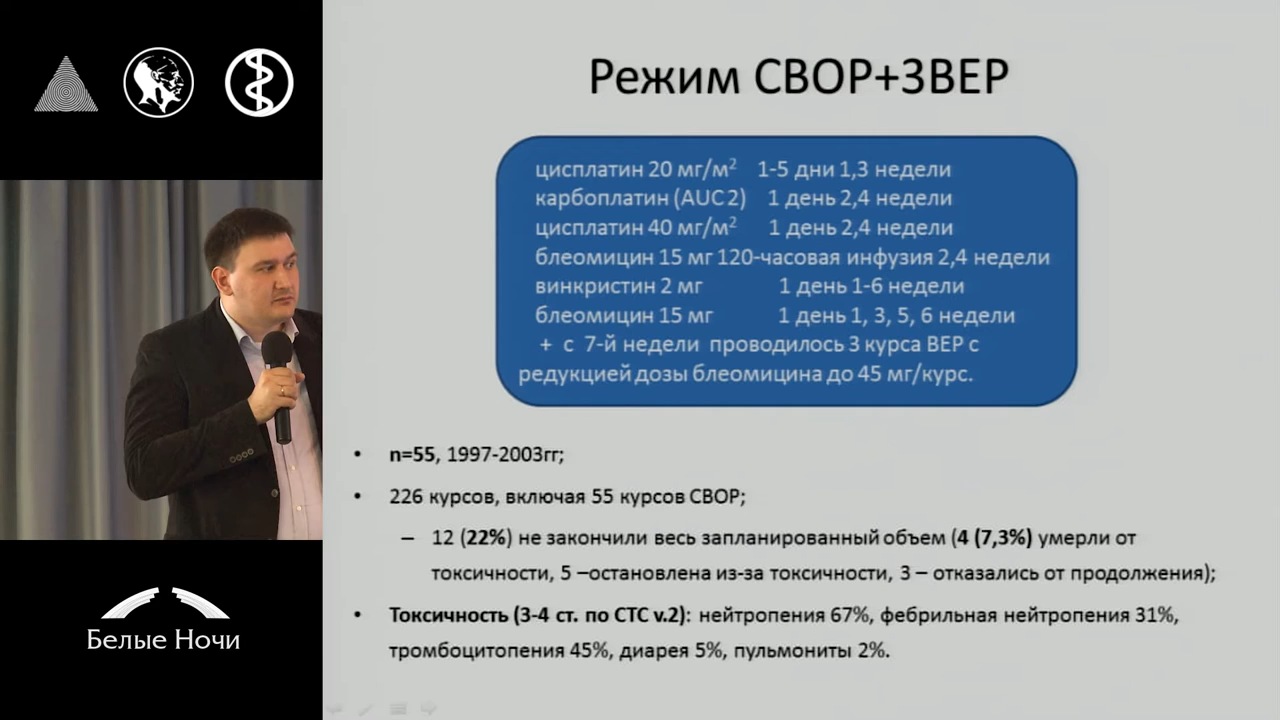 Режим СВОР+3ВЕР
цисплатин 20 мг/м² 1-5 дни 1,3 недели
карбоплатин (AUC 2) 1 день 2,4 недели
цисплатин 40 мг/м² 1 день 2,4 недели
блеомицин 15 мг 120-часовая инфузия 2,4 недели
винкристин 2 мг 1 день 1-6 недели
блеомицин 15 мг 1 день 1, 3, 5, 6 недели
+ с 7-й недели проводилось 3 курса ВЕР с
редукцией дозы блеомицина до 45 мг/курс.
• n=55, 1997-2003гг;
• 226 курсов, включая 55 курсов СВОР;
– 12 (22%) не закончили весь запланированный объем (4 (7,3%) умерли от
токсичности, 5 –остановлена из-за токсичности, 3 – отказались от продолжения);
• Токсичность (3-4 ст. по СТС v.2): нейтропения 67%, фебрильная нейтропения 31%,
тромбоцитопения 45%, диарея 5%, пульмониты 2%.
Белые Ночи